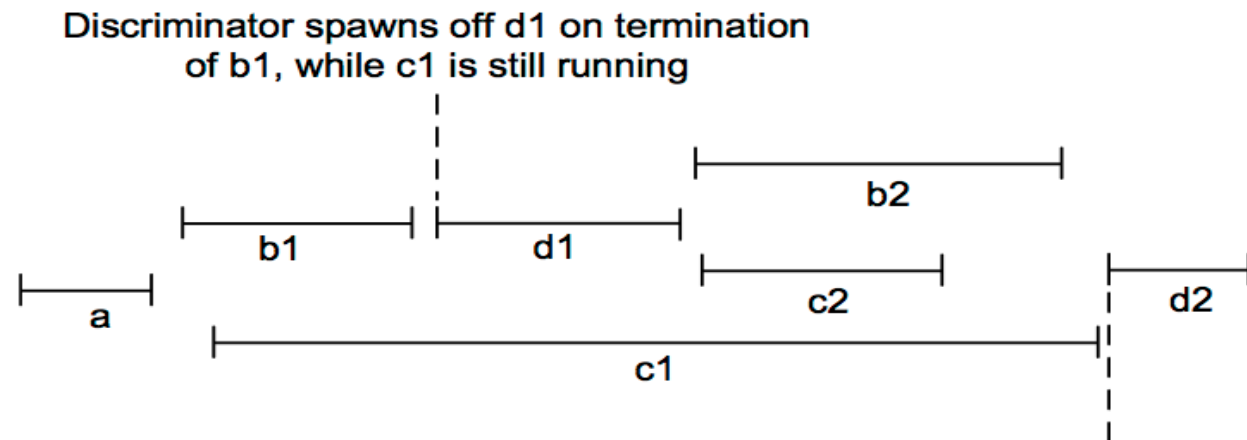 Discriminator spawns off d1 on termination
of b1, while c1 is still running
b2
b1
d1
c2
d2
a
c1